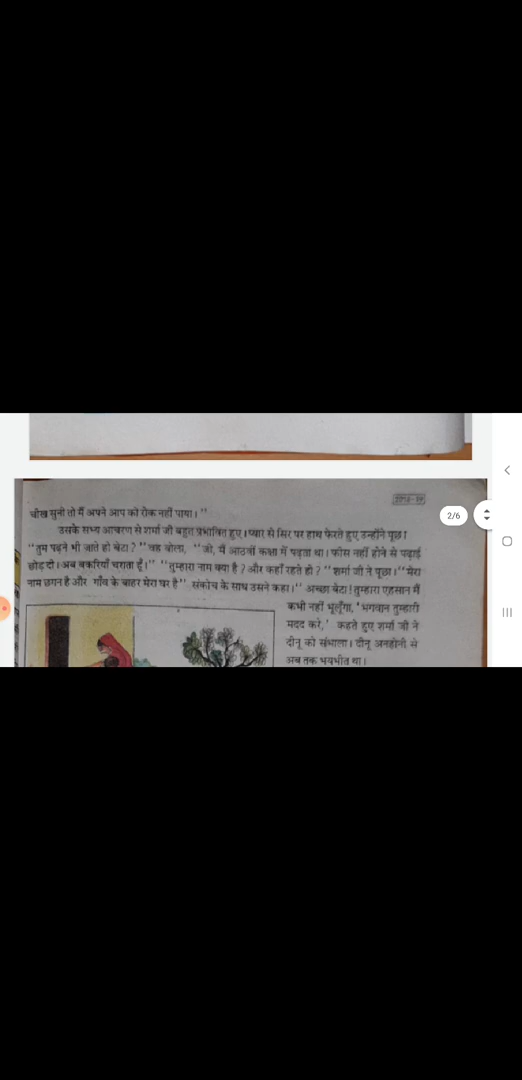 चीख सुनी तो मैं अपने आप को रोक नहीं पाया।''
उसके सभ्य आचरण से शर्मा जी बहुत प्रभावित हुए। प्यार से सिर पर हाथ फेरते हुए उन्होंने पूछा।
''तुम पढ़ने भी जाते हो बेटा ?'' वह बोला, ''जी, मैं आठवीं कक्षा में पढ़ता था। फीस नहीं होने से पढ़ाई
छोड़ दी। अब बकरियाँ चराता हूँ।'' ''तुम्हारा नाम क्या है ? और कहाँ रहते हो ?'' शर्मा जी ने पूछा। ''मेरा
नाम छगन है और गाँव के बाहर मेरा घर है'' संकोच के साथ उसने कहा। '' अच्छा बेटा ! तुम्हारा एहसान मैं
कभी नहीं भूलूँगा, 'भगवान तुम्हारी
मदद करे,' कहते हुए शर्मा जी ने
दीनू को संभाला। दीनू अनहोनी से
अब तक भयभीत था।
2/6